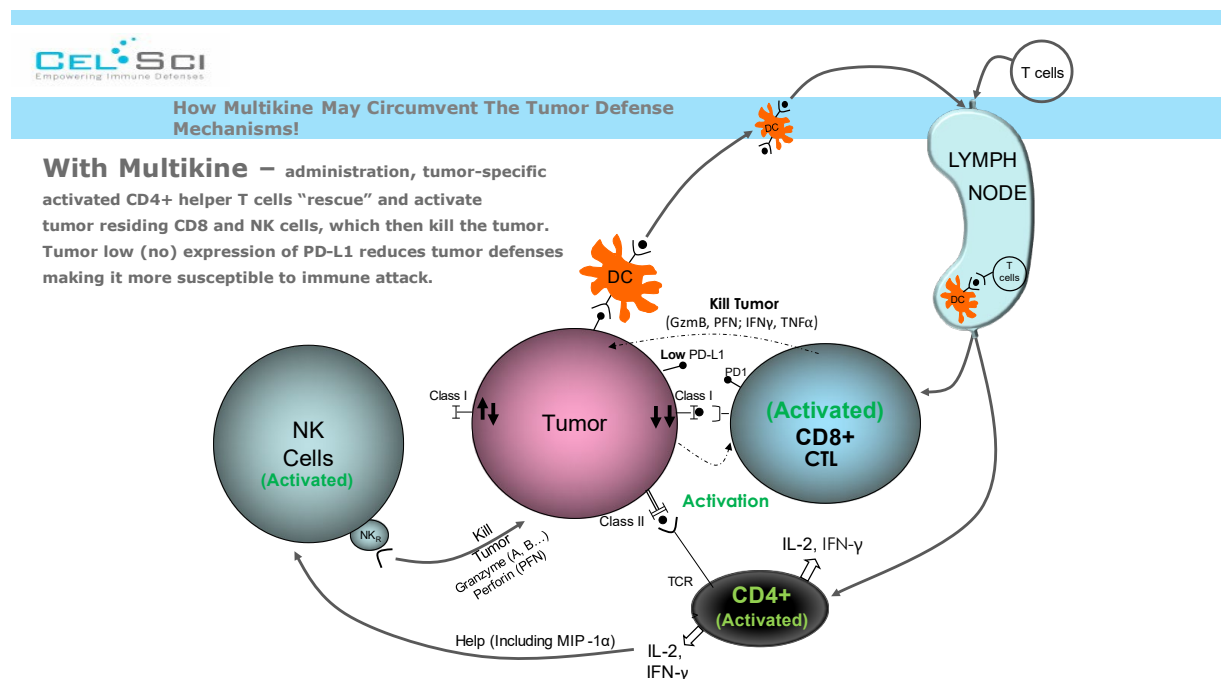 CEL SCI
Empowering Immune Defenses
How Multikine May Circumvent The Tumor Defense
Mechanisms!
With Multikine – administration, tumor-specific
activated CD4+ helper T cells “rescue” and activate
tumor residing CD8 and NK cells, which then kill the tumor.
Tumor low (no) expression of PD-L1 reduces tumor defenses
making it more susceptible to immune attack.
T cells
DC
LYMPH
NODE
DC
T
cells
DC
Kill Tumor
(GzmB, PFN; IFNγ, TNFα)
Low PD-L1
PD1
Class I
Class I
Tumor
(Activated)
CD8+
CTL
NK
Cells
(Activated)
NKR
Activation
Class II
Kill
Tumor
Granzyme (A, B...)
Perforin (PFN)
TCR
IL-2, IFN-γ
CD4+
(Activated)
Help (Including MIP -1α)
IL-2,
IFN-γ